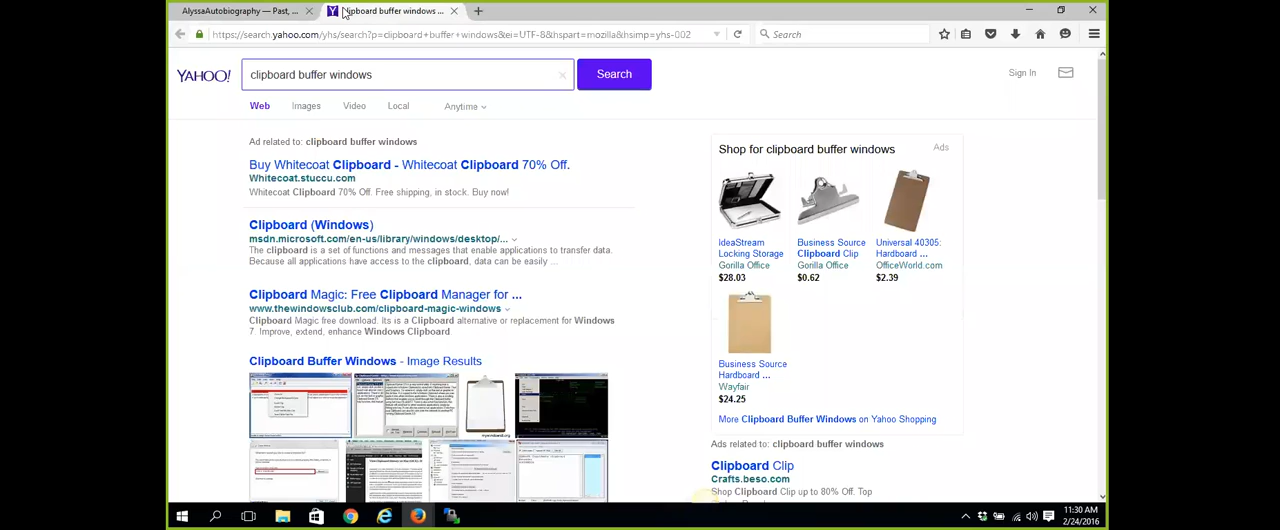 AlyssaAutobiography — Past, ...
clipboard buffer windows ...
https://search.yahoo.com/yhs/search?p=clipboard+buffer+windows&ei=UTF-8&hspart=mozilla&hsimp=yhs-002
Search
YAHOO!
clipboard buffer windows
Search
Sign In
Web
Images
Video
Local
Anytime
Ad related to: clipboard buffer windows
Buy Whitecoat Clipboard - Whitecoat Clipboard 70% Off.
Whitecoat.stuccu.com
Whitecoat Clipboard 70% Off. Free shipping, in stock. Buy now!
Clipboard (Windows)
msdn.microsoft.com/en-us/library/windows/desktop/...
The clipboard is a set of functions and messages that enable applications to transfer data.
Because all applications have access to the clipboard, data can be easily ...
Clipboard Magic: Free Clipboard Manager for ...
www.thewindowsclub.com/clipboard-magic-windows
Clipboard Magic free download. Its is a Clipboard alternative or replacement for Windows
7. Improve, extend, enhance Windows Clipboard
Clipboard Buffer Windows - Image Results
Shop for clipboard buffer windows
Ads
IdeaStream
Locking Storage
Gorilla Office
$28.03
Business Source
Clipboard Clip
Gorilla Office
$0.62
Universal 40305:
Hardboard ...
OfficeWorld.com
$2.39
Business Source
Hardboard ...
Wayfair
$24.25
More Clipboard Buffer Windows on Yahoo Shopping
Ads related to: clipboard buffer windows
Clipboard Clip
Crafts.beso.com
Shop Clipboard Clip up to 80% Off. Top
11:30 AM
2/24/2016